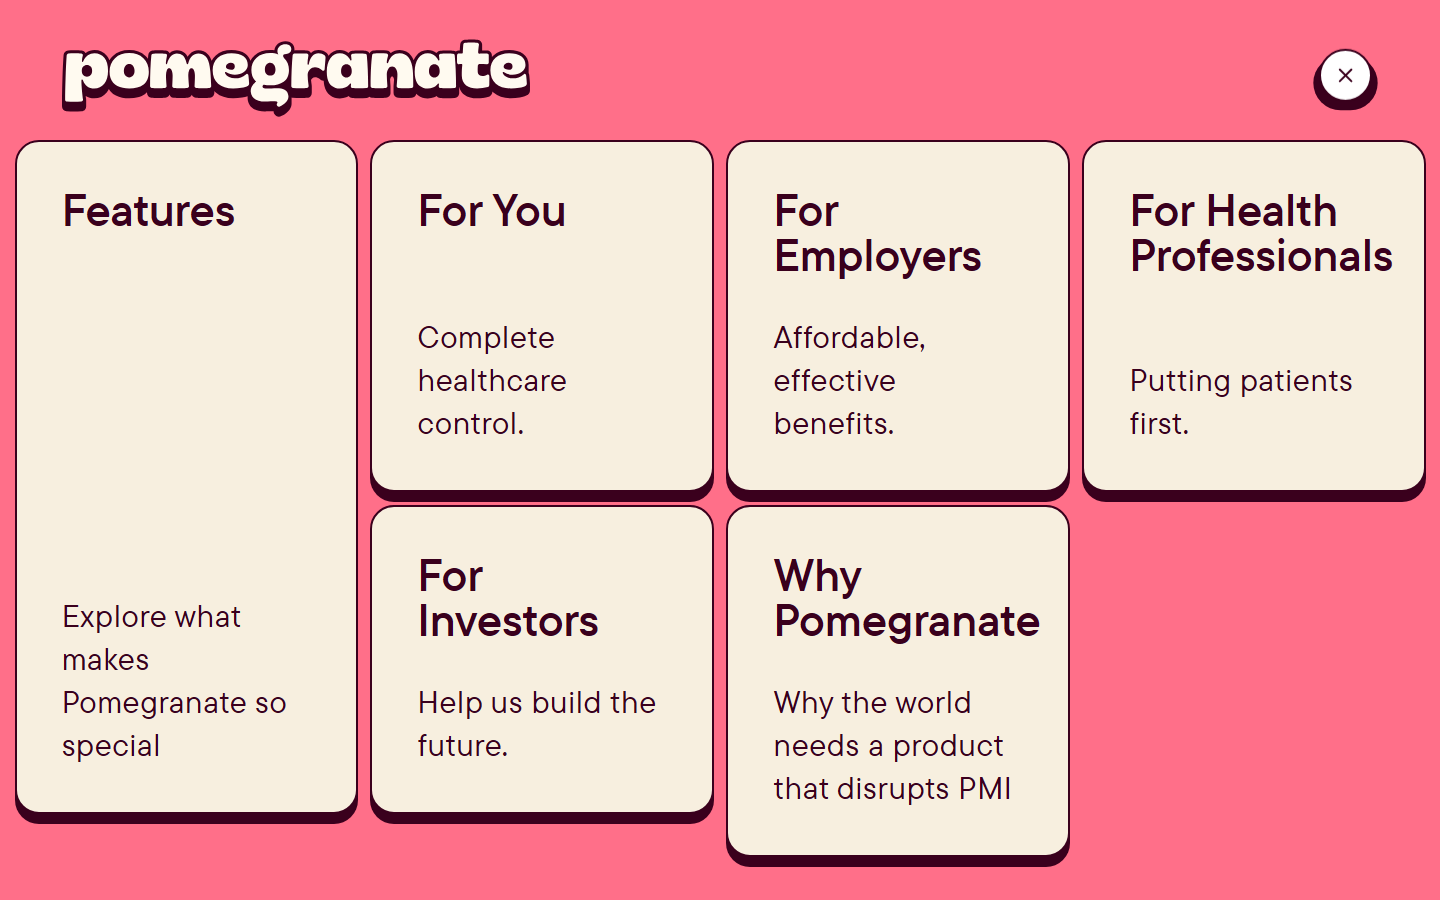 pomegranate
Features
Explore what
makes
Pomegranate so
special
For You
Complete
healthcare
control.
For
Employers
Affordable,
effective
benefits.
For Health
Professionals
Putting patients
first.
For
Investors
Help us build the
future.
Why
Pomegranate
Why the world
needs a product
that disrupts PMI